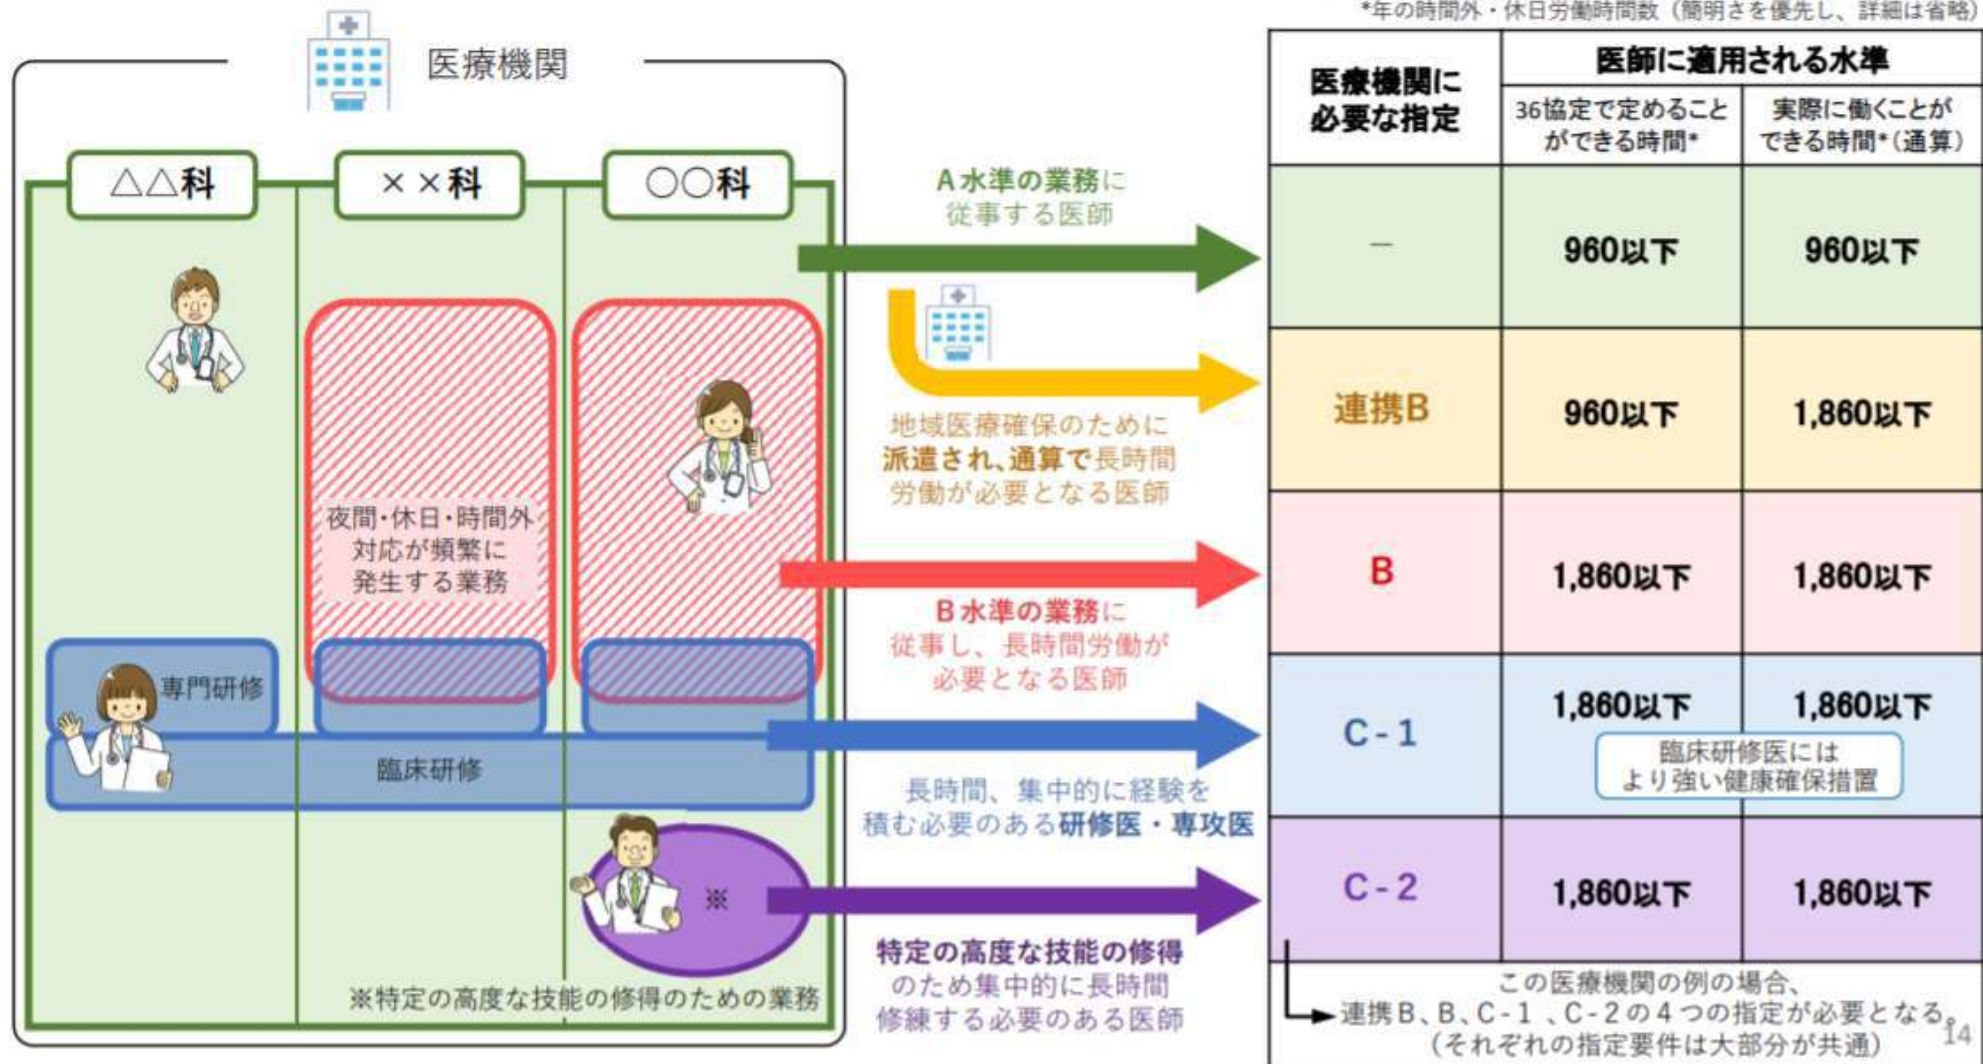 *年の時間外・休日労働時間数（簡明さを優先し、詳細は省略）
医療機関
△△科
××科
○○科
夜間・休日・時間外
対応が頻繁に
発生する業務
専門研修
臨床研修
※
※特定の高度な技能の修得のための業務
A水準の業務に
従事する医師
地域医療確保のために
派遣され、通算で長時間
労働が必要となる医師
B水準の業務に
従事し、長時間労働が
必要となる医師
長時間、集中的に経験を
積む必要のある研修医・専攻医
特定の高度な技能の修得
のため集中的に長時間
修練する必要のある医師
医療機関に
必要な指定
医師に適用される水準
36協定で定めること
ができる時間*
実際に働くことが
できる時間*（通算）
－ 960以下 960以下
連携B 960以下 1,860以下
B 1,860以下 1,860以下
C-1 1,860以下 1,860以下
臨床研修医には
より強い健康確保措置
C-2 1,860以下 1,860以下
この医療機関の例の場合、
連携B、B、C-1、C-2の4つの指定が必要となる。
（それぞれの指定要件は大部分が共通）
14